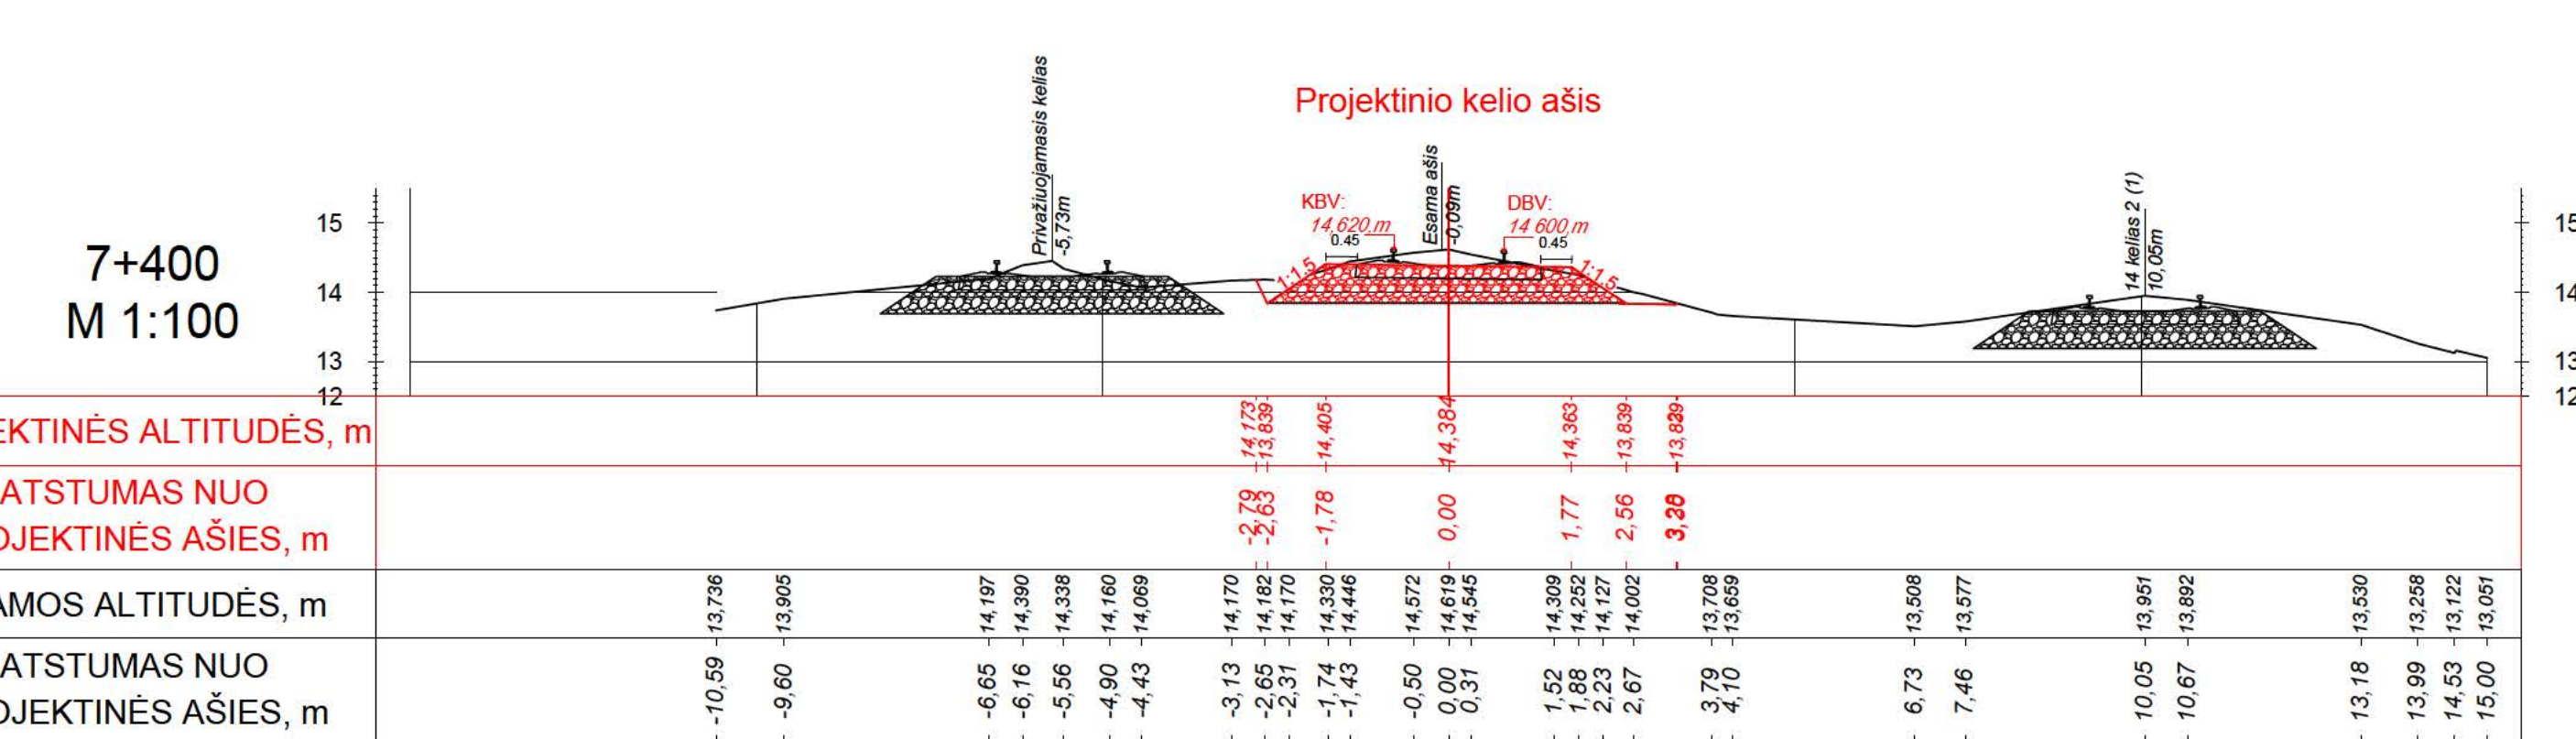 Projektinio kelio ašis
Privažiuojamasis kelias
-5,73m
Esama ašis
-0,09m
14 kelias 2 (1)
10,05m
KBV:
14,620 m
DBV:
14 600 m
0.45
0.45
1:1.5
1:1.5
7+400
M 1:100
15
14
13
12
15
14
13
12
EKTINĖS ALTITUDĖS, m
14,173 13,839 14,405 14,384 14,363 13,839
ATSTUMAS NUO
OJEKTINĖS AŠIES, m
-2,79 -2,63 -1,78 0,00 1,77 2,56
AMOS ALTITUDĖS, m
13,736 13,905 14,197 14,390 14,338 14,160 14,069 14,170 14,182 14,170 14,330 14,446 14,572 14,619 14,545 14,309 14,252 14,127 14,002 13,708 13,659 13,508 13,577 13,951 13,892 13,530 13,258 13,122 13,051
ATSTUMAS NUO
OJEKTINĖS AŠIES, m
-10,59 -9,60 -6,65 -6,16 -5,56 -4,90 -4,43 -3,13 -2,65 -2,31 -1,74 -1,43 -0,50 0,00 0,31 1,52 1,88 2,23 2,67 3,79 4,10 6,73 7,46 10,05 10,67 13,18 13,99 14,53 15,00